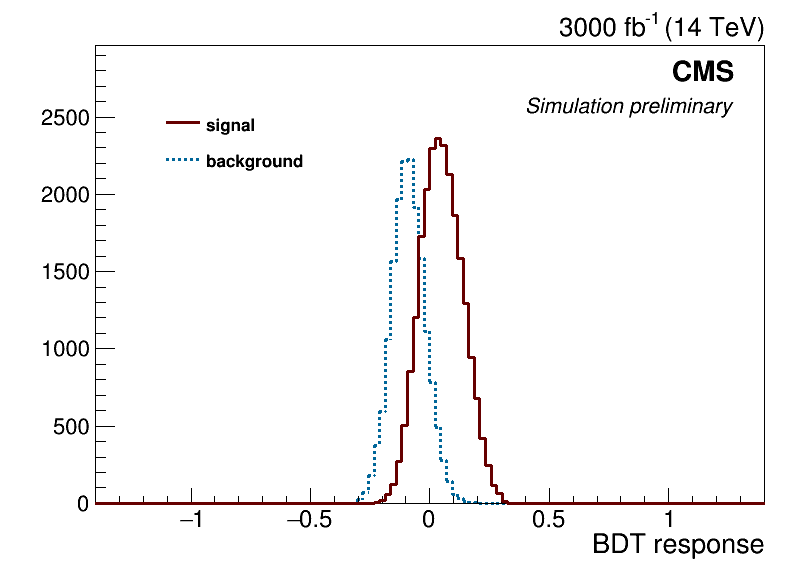 3000 fb-1 (14 TeV)
CMS
Simulation preliminary
signal
background
2500
2000
1500
1000
500
0
−1
−0.5
0
0.5
1
BDT response